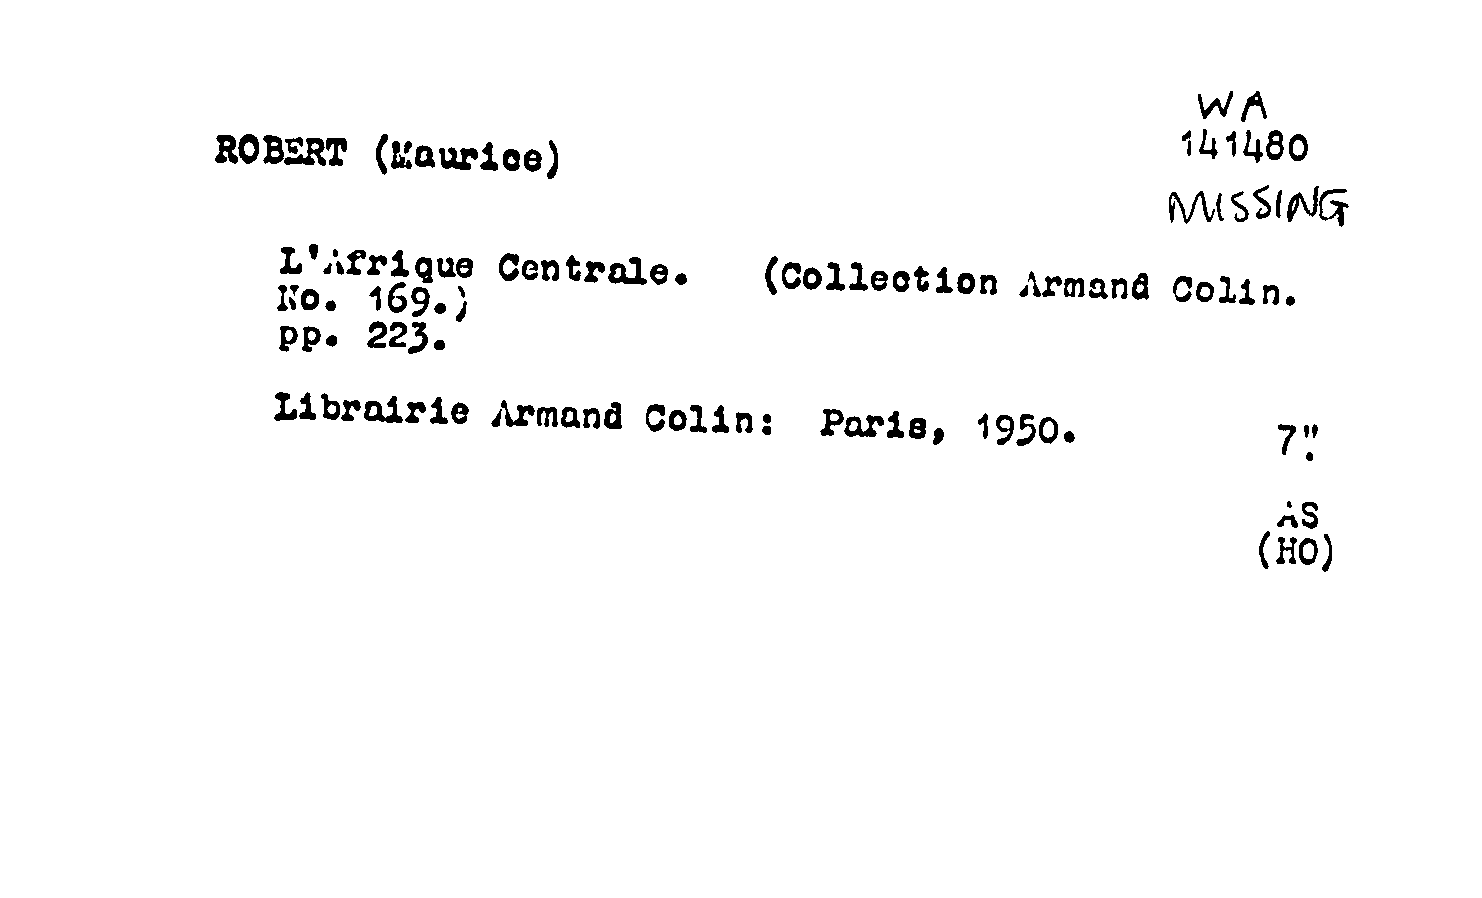 WA
141480
MISSING
ROBERT (Maurice)
L'Afrique Centrale. (Collection Armand Colin.
No. 169.)
pp. 223.
Librairie Armand Colin: Paris, 1950.
7".
AS
(HO)